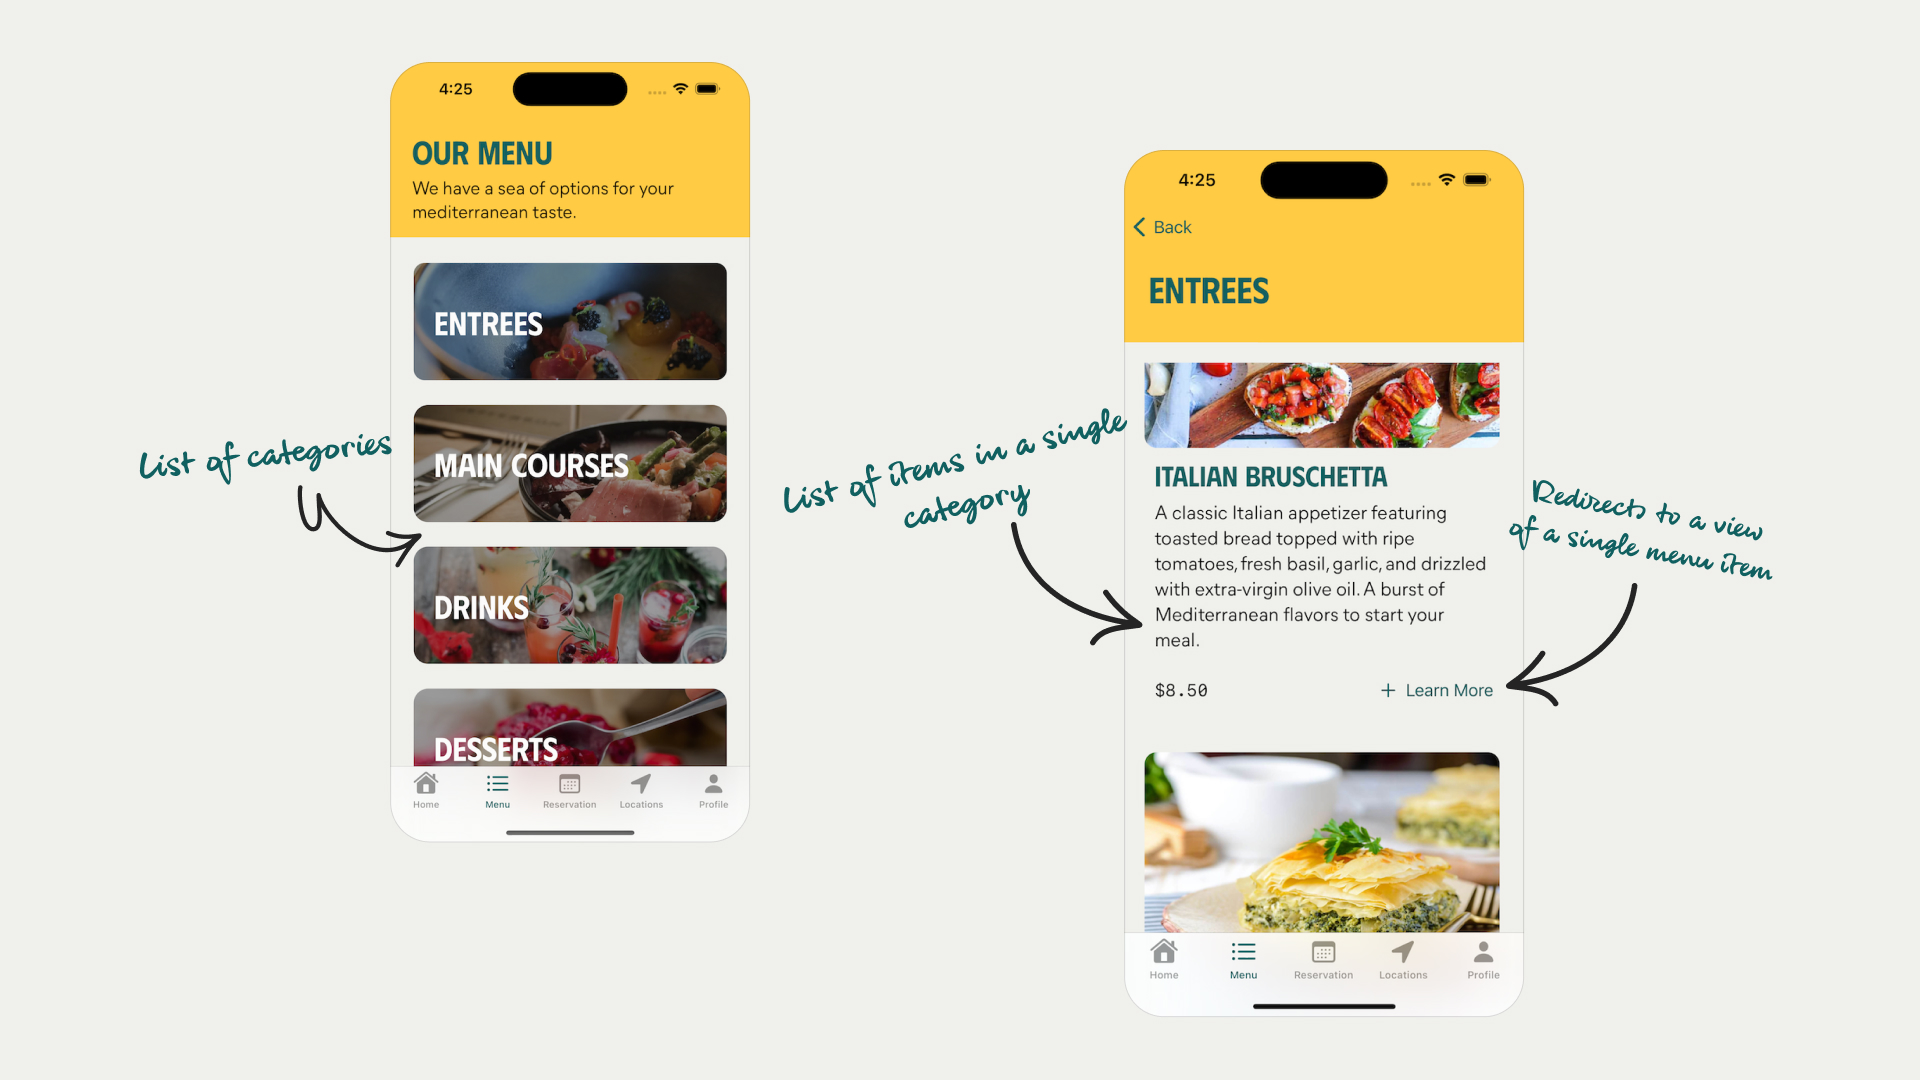 4:25
OUR MENU
We have a sea of options for your
mediterranean taste.
ENTREES
MAIN COURSES
DRINKS
DESSERTS
Home
Menu
Reservation
Locations
Profile
List of categories
List of items in a single
category
4:25
Back
ENTREES
ITALIAN BRUSCHETTA
A classic Italian appetizer featuring
toasted bread topped with ripe
tomatoes, fresh basil, garlic, and drizzled
with extra-virgin olive oil. A burst of
Mediterranean flavors to start your
meal.
$8.50
+ Learn More
Home
Menu
Reservation
Locations
Profile
Redirects to a view
of a single menu item